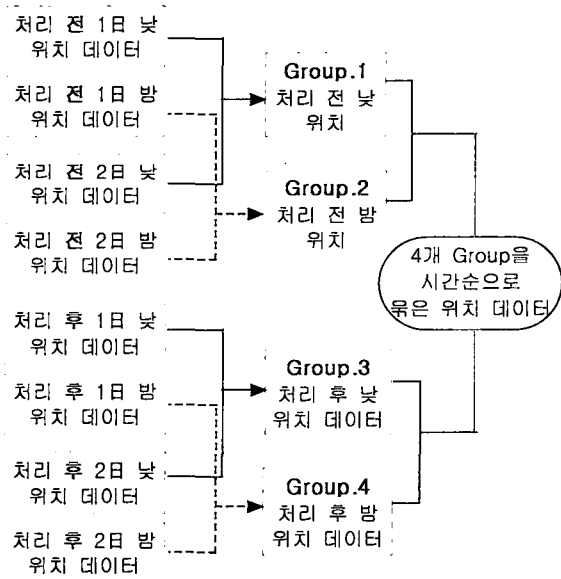 처리 전 1日 낮
위치 데이터
처리 전 1日 방
위치 데이터
처리 전 2日 낮
위치 데이터
처리 전 2日 밤
위치 데이터
처리 후 1日 낮
위치 데이터
처리 후 1日 방
위치 데이터
처리 후 2日 낮
위치 데이터
처리 후 2日 밤
위치 데이터
Group.1
처리 전 낮
위치
Group.2
처리 전 방
위치
Group.3
처리 후 낮
위치 데이터
Group.4
처리 후 방
위치 데이터
4개 Group을
시간순으로
묶은 위치 데이터